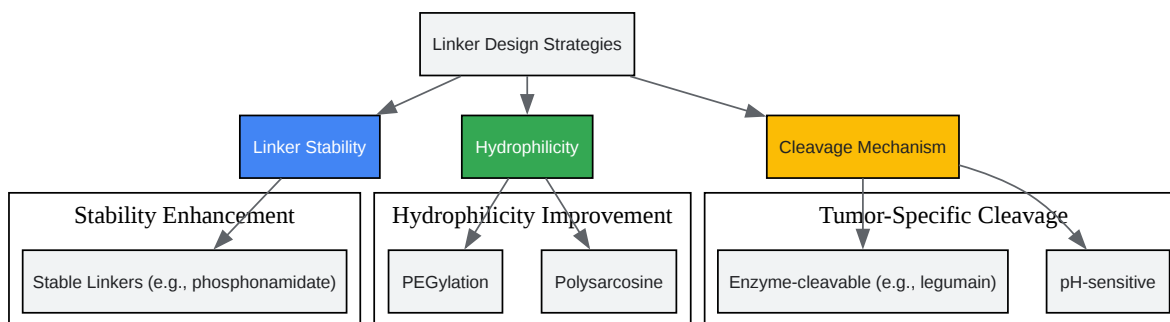 Linker Design Strategies
Linker Stability
Hydrophilicity
Cleavage Mechanism
Stability Enhancement
Hydrophilicity Improvement
Tumor-Specific Cleavage
Stable Linkers (e.g., phosphonamidate)
PEGylation
Polysarcosine
Enzyme-cleavable (e.g., legumain)
pH-sensitive